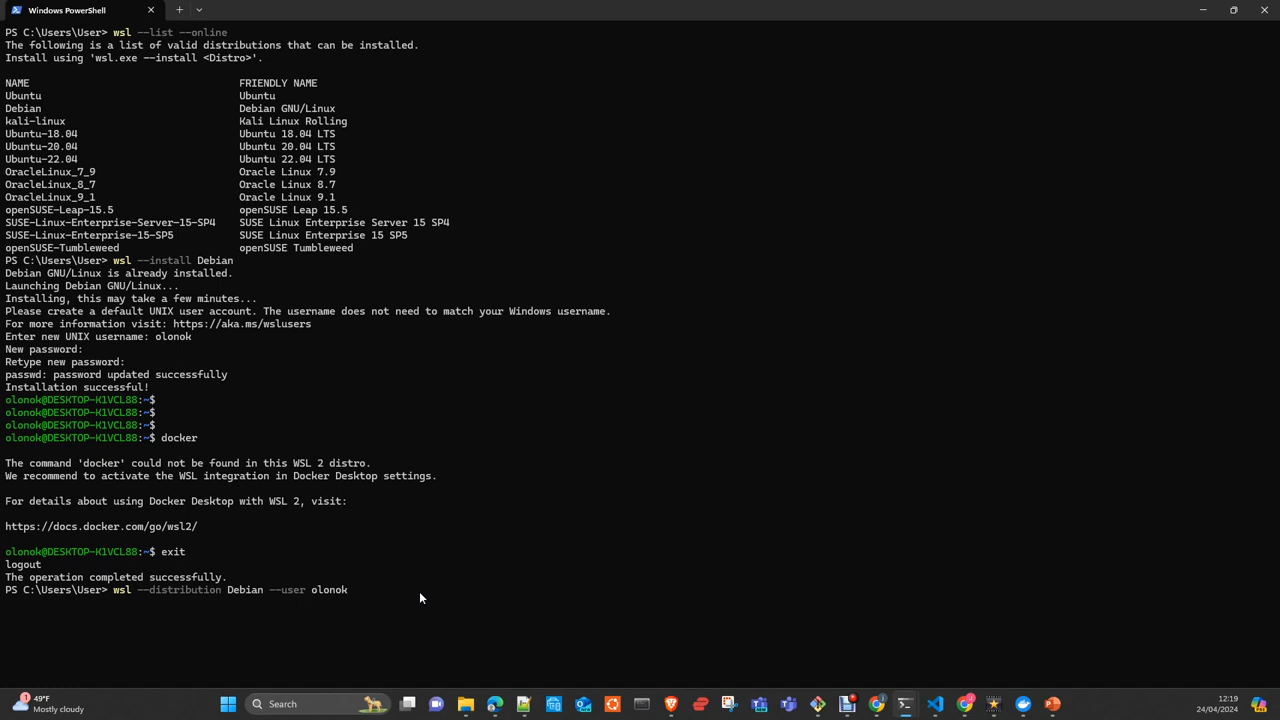 Windows PowerShell
PS C:\Users\User> wsl --list --online
The following is a list of valid distributions that can be installed.
Install using 'wsl.exe --install <Distro>'.
NAME FRIENDLY NAME
Ubuntu Ubuntu
Debian Debian GNU/Linux
kali-linux Kali Linux Rolling
Ubuntu-18.04 Ubuntu 18.04 LTS
Ubuntu-20.04 Ubuntu 20.04 LTS
Ubuntu-22.04 Ubuntu 22.04 LTS
OracleLinux_7_9 Oracle Linux 7.9
OracleLinux_8_7 Oracle Linux 8.7
OracleLinux_9_1 Oracle Linux 9.1
openSUSE-Leap-15.5 openSUSE Leap 15.5
SUSE-Linux-Enterprise-Server-15-SP4 SUSE Linux Enterprise Server 15 SP4
SUSE-Linux-Enterprise-15-SP5 SUSE Linux Enterprise 15 SP5
openSUSE-Tumbleweed openSUSE Tumbleweed
PS C:\Users\User> wsl --install Debian
Debian GNU/Linux is already installed.
Launching Debian GNU/Linux...
Installing, this may take a few minutes...
Please create a default UNIX user account. The username does not need to match your Windows username.
For more information visit: https://aka.ms/wslusers
Enter new UNIX username: olonok
New password:
Retype new password:
passwd: password updated successfully
Installation successful!
olonok@DESKTOP-K1VCL88:~$
olonok@DESKTOP-K1VCL88:~$
olonok@DESKTOP-K1VCL88:~$
olonok@DESKTOP-K1VCL88:~$ docker
The command 'docker' could not be found in this WSL 2 distro.
We recommend to activate the WSL integration in Docker Desktop settings.
For details about using Docker Desktop with WSL 2, visit:
https://docs.docker.com/go/wsl2/
olonok@DESKTOP-K1VCL88:~$ exit
logout
The operation completed successfully.
PS C:\Users\User> wsl --distribution Debian --user olonok
1
49°F
Mostly cloudy
Search
12:19
24/04/2024